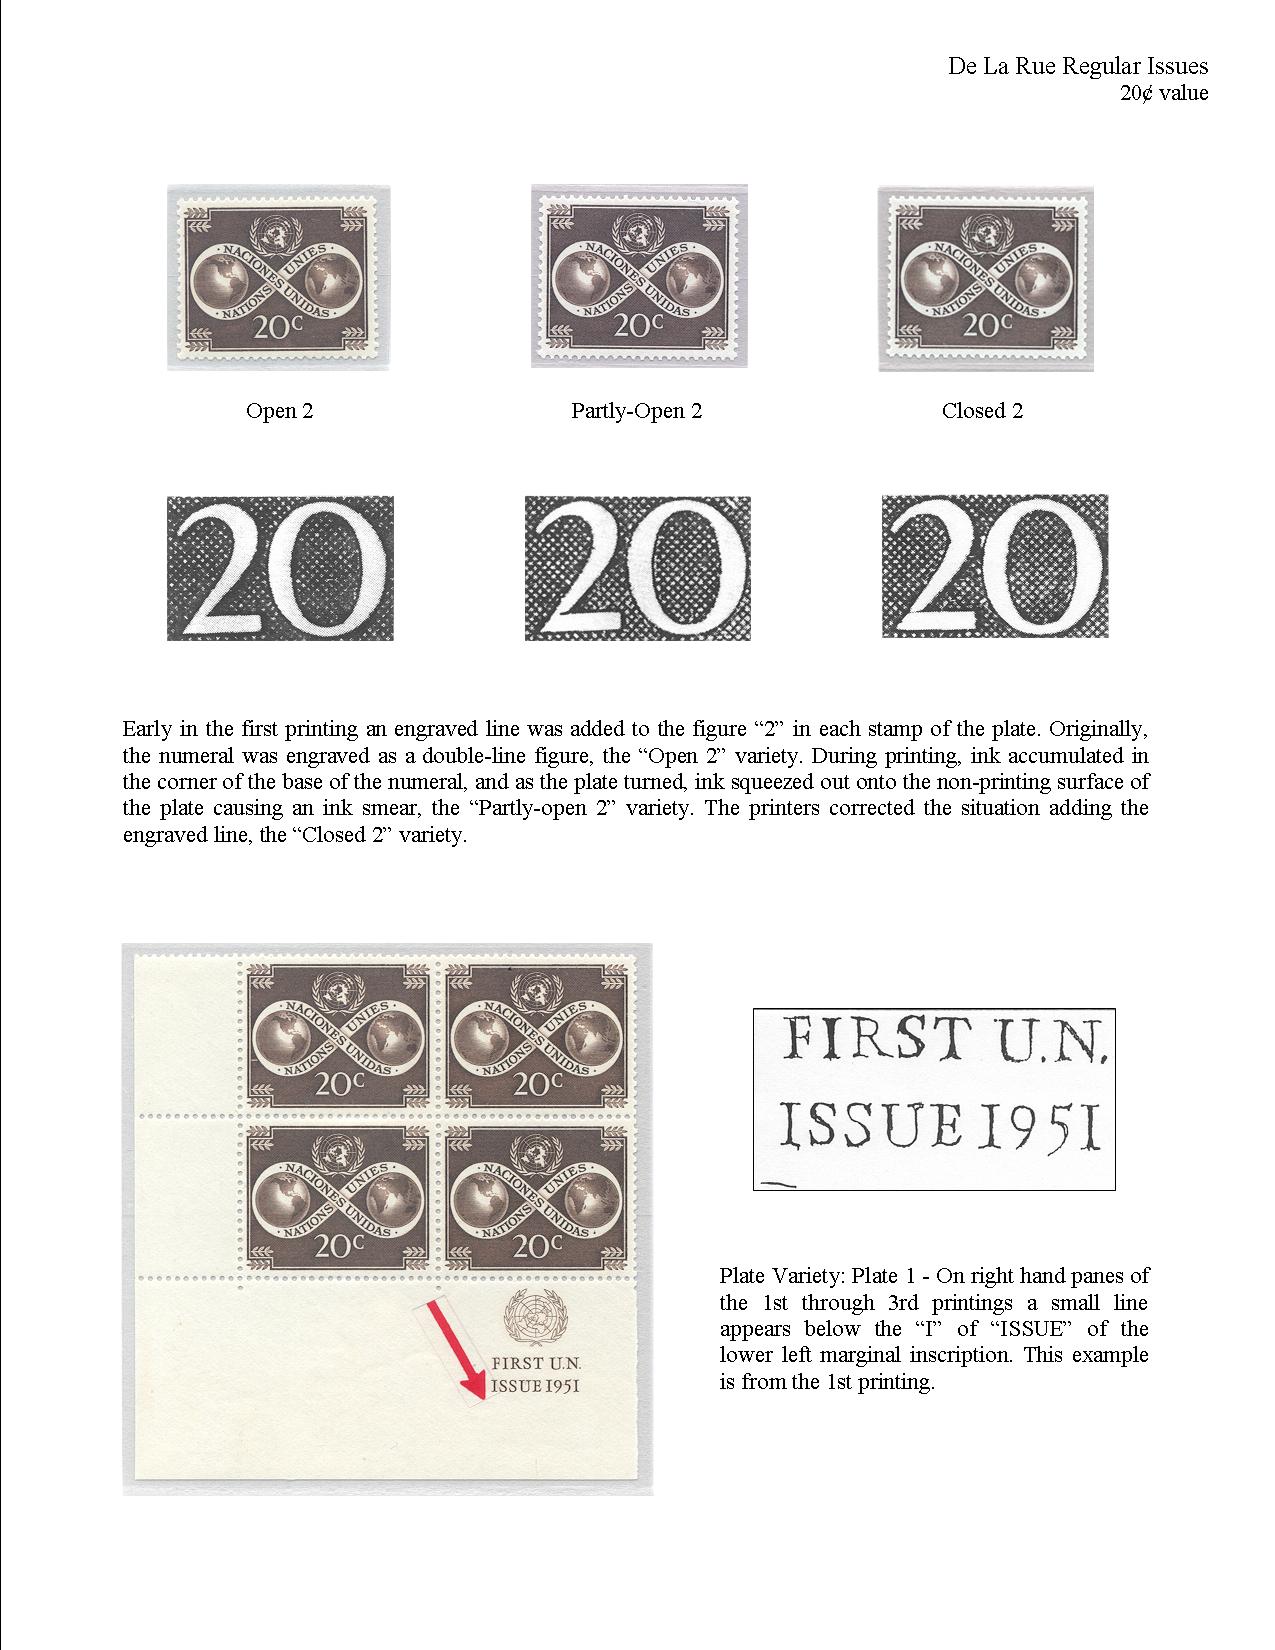 De La Rue Regular Issues
20¢ value
· NACIONES UNIDAS ·
· NATIONS UNIES ·
20c
· NACIONES UNIDAS ·
· NATIONS UNIES ·
20c
· NACIONES UNIDAS ·
· NATIONS UNIES ·
20c
Open 2
Partly-Open 2
Closed 2
20
20
20
Early in the first printing an engraved line was added to the figure “2” in each stamp of the plate. Originally,
the numeral was engraved as a double-line figure, the “Open 2” variety. During printing, ink accumulated in
the corner of the base of the numeral, and as the plate turned, ink squeezed out onto the non-printing surface of
the plate causing an ink smear, the “Partly-open 2” variety. The printers corrected the situation adding the
engraved line, the “Closed 2” variety.
· NACIONES UNIDAS ·
· NATIONS UNIES ·
20c
· NACIONES UNIDAS ·
· NATIONS UNIES ·
20c
· NACIONES UNIDAS ·
· NATIONS UNIES ·
20c
· NACIONES UNIDAS ·
· NATIONS UNIES ·
20c
FIRST U.N.
ISSUE 1951
FIRST U.N.
ISSUE 1951
Plate Variety: Plate 1 - On right hand panes of
the 1st through 3rd printings a small line
appears below the “I” of “ISSUE” of the
lower left marginal inscription. This example
is from the 1st printing.